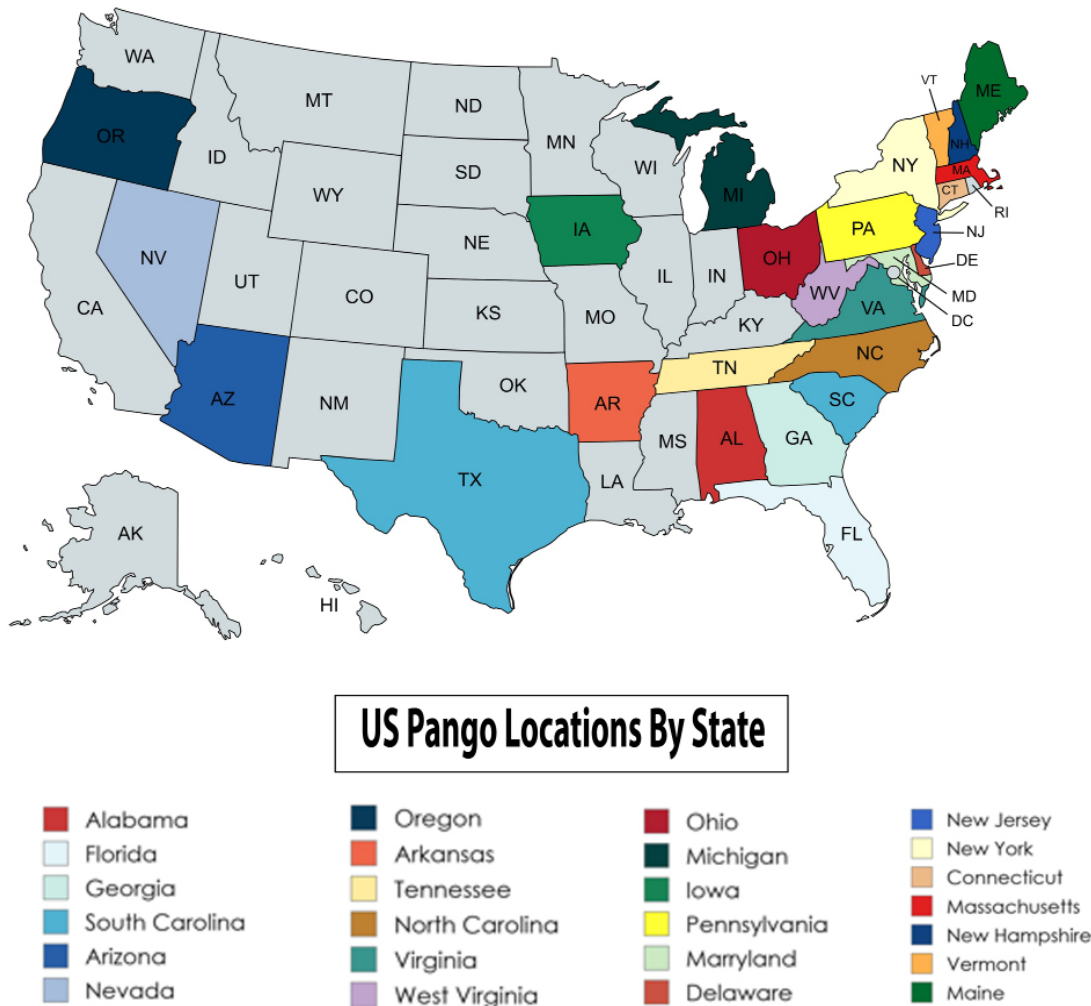 WA
MT
ND
MN
OR
ID
WY
SD
WI
MI
NY
VT
NH
ME
MA
CT
RI
NV
UT
CO
NE
IA
IL
IN
OH
PA
NJ
DE
MD
DC
CA
KS
MO
KY
WV
VA
AZ
NM
OK
AR
TN
NC
SC
TX
LA
MS
AL
GA
FL
AK
HI
US Pango Locations By State
Alabama
Florida
Georgia
South Carolina
Arizona
Nevada
Oregon
Arkansas
Tennessee
North Carolina
Virginia
West Virginia
Ohio
Michigan
Iowa
Pennsylvania
Marryland
Delaware
New Jersey
New York
Connecticut
Massachusetts
New Hampshire
Vermont
Maine